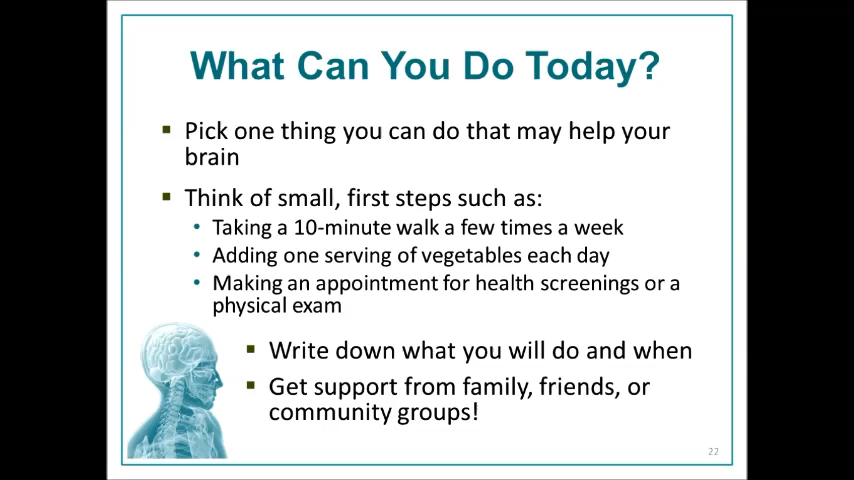 What Can You Do Today?
▪ Pick one thing you can do that may help your
brain
▪ Think of small, first steps such as:
• Taking a 10-minute walk a few times a week
• Adding one serving of vegetables each day
• Making an appointment for health screenings or a
physical exam
▪ Write down what you will do and when
▪ Get support from family, friends, or
community groups!
22